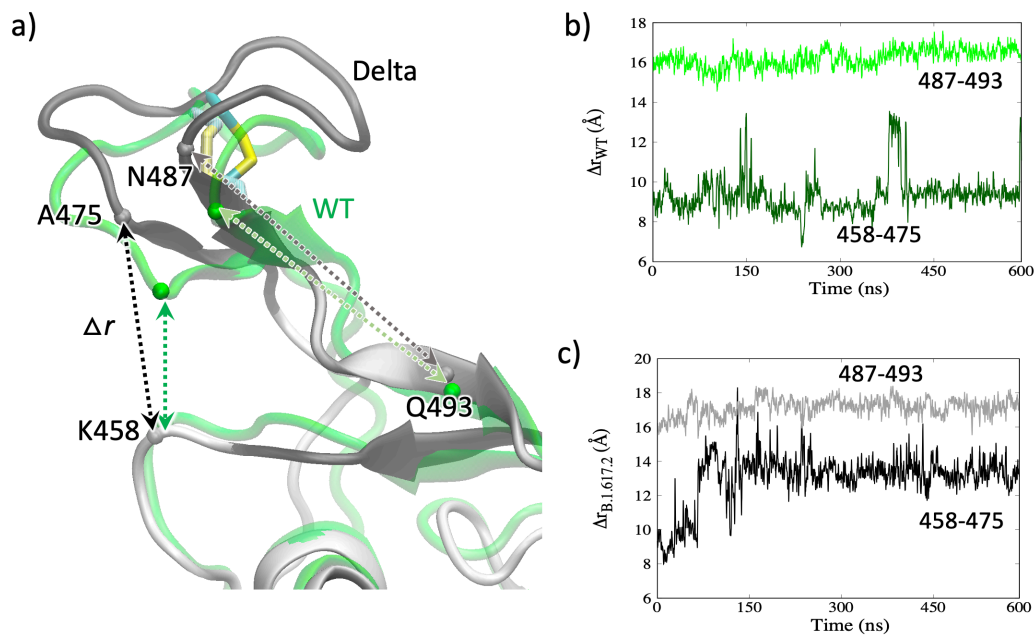 a)
Delta
N487
A475
WT
Δr
Q493
K458
b)
18
16
14
12
10
8
6
ΔrWT (Å)
487-493
458-475
0 150 300 450 600
Time (ns)
c)
20
18
16
14
12
10
8
6
ΔrB.1.617.2 (Å)
487-493
458-475
0 150 300 450 600
Time (ns)